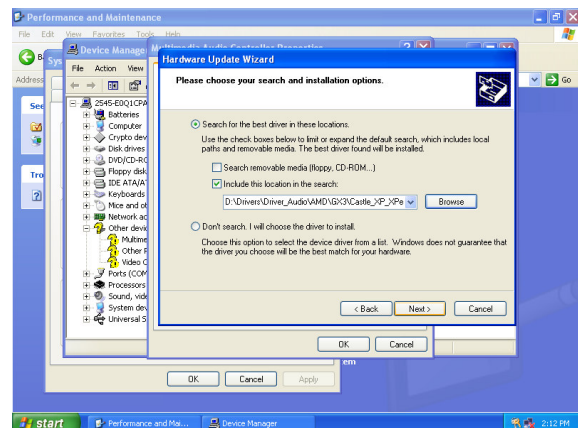 Performance and Maintenance
File Edit View Favorites Tools Help
Device Manage
Multimedia Audio Controller Properties
Hardware Update Wizard
File Action View
Address
Go
Please choose your search and installation options.
Search for the best driver in these locations.
Use the check boxes below to limit or expand the default search, which includes local
paths and removable media. The best driver found will be installed.
Search removable media (floppy, CD-ROM...)
Include this location in the search:
D:\Drivers\Driver_Audio\AMD\GX3\Castle_XP_XPe
Browse
Don't search. I will choose the driver to install.
Choose this option to select the device driver from a list. Windows does not guarantee that
the driver you choose will be the best match for your hardware.
< Back Next > Cancel
See
Tro
Sys
2545-E0Q1CPA
Batteries
Computer
Crypto dev
Disk drives
DVD/CD-RO
Floppy disk
IDE ATA/A
Keyboards
Mice and ot
Network ac
Other devic
Multime
Other P
Video C
Ports (COM
Processors
Sound, vide
System dev
Universal S
OK Cancel
em
OK Cancel Apply
start
Performance and Mai...
Device Manager
2:12 PM